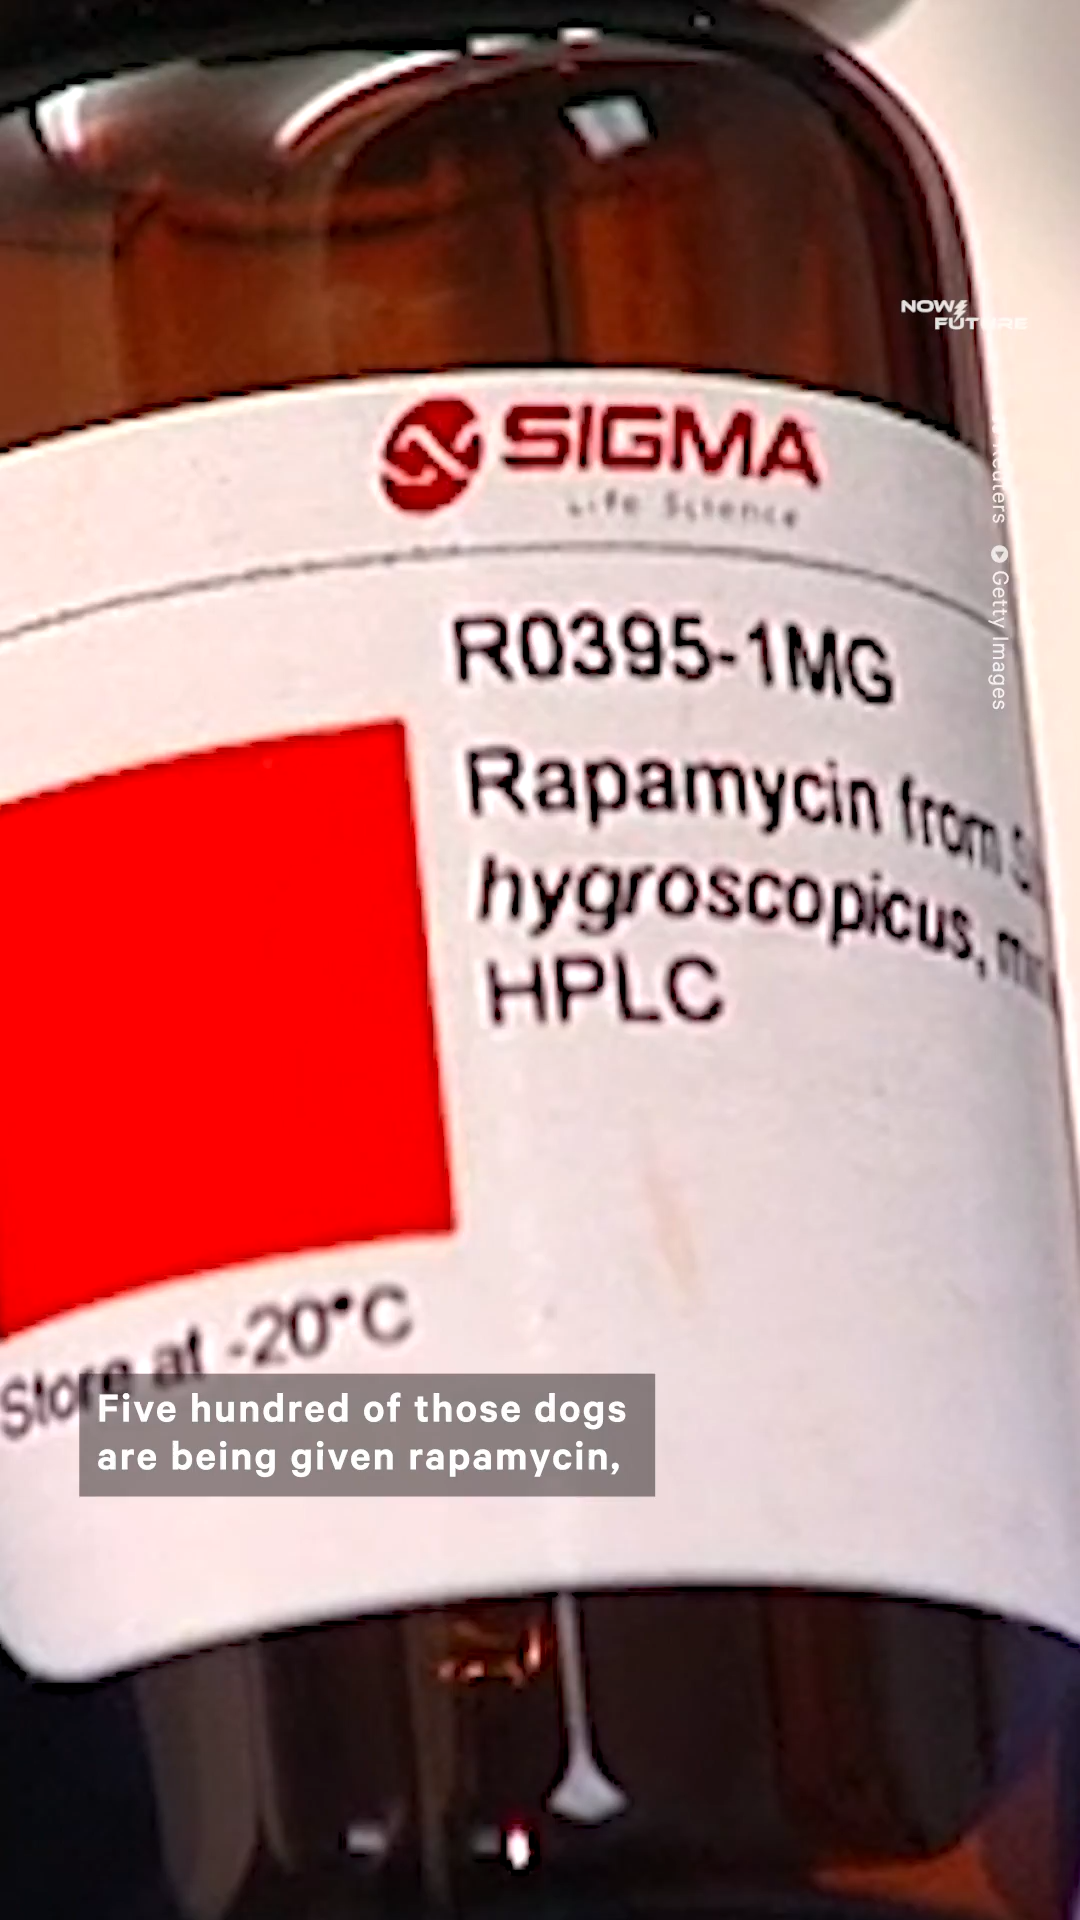 NOW
FUTURE
SIGMA
Life Science
Reuters Getty Images
R0395-1MG
Rapamycin from
hygroscopicus,
HPLC
Store at -20°C
Five hundred of those dogs
are being given rapamycin,